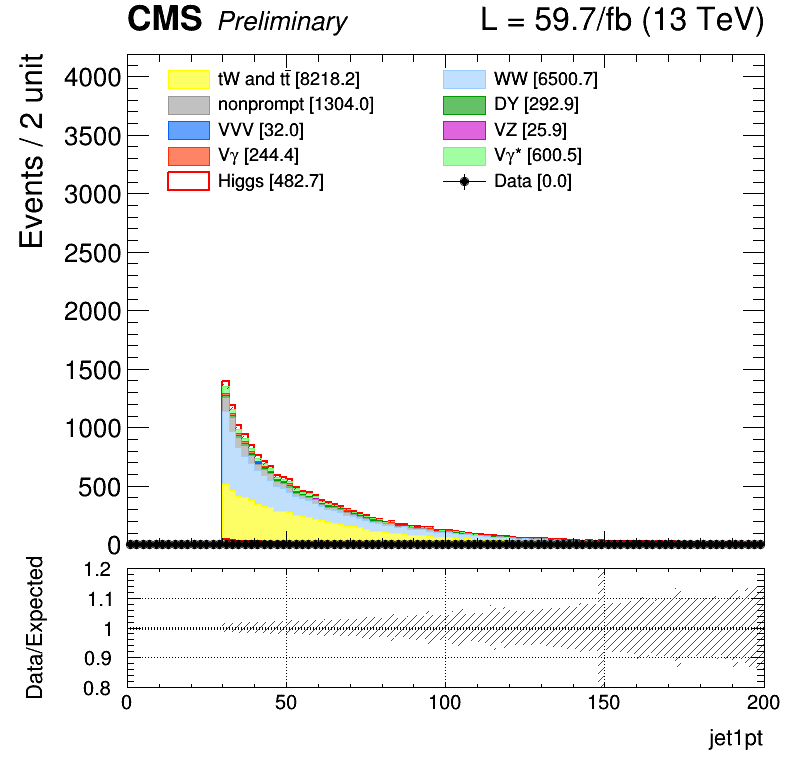 CMS Preliminary L = 59.7/fb (13 TeV)
Events / 2 unit
4000
3500
3000
2500
2000
1500
1000
500
0
tW and tt̄ [8218.2]
WW [6500.7]
nonprompt [1304.0]
DY [292.9]
VVV [32.0]
VZ [25.9]
Vγ [244.4]
Vγ* [600.5]
Higgs [482.7]
Data [0.0]
Data/Expected
1.2
1.1
1
0.9
0.8
0 50 100 150 200
jet1pt